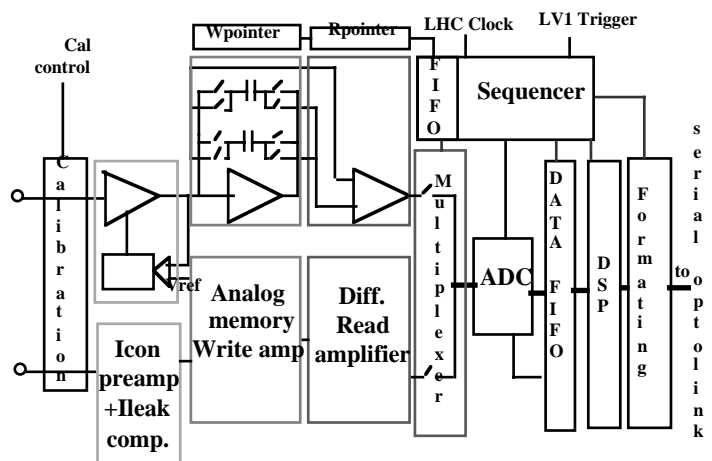 LHC Clock
LV1 Trigger
Wpointer
Rpointer
Cal
control
FIFO
Sequencer
Calibration
Vref
Multiplexer
ADC
DATA FIFO
DSP
Formating
to
serial optolink
Icon
preamp
+Ileak
comp.
Analog
memory
Write amp
Diff.
Read
amplifier